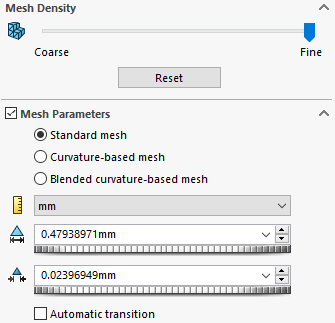 Mesh Density
Coarse Fine
Reset
Mesh Parameters
Standard mesh
Curvature-based mesh
Blended curvature-based mesh
mm
0.47938971mm
0.02396949mm
Automatic transition